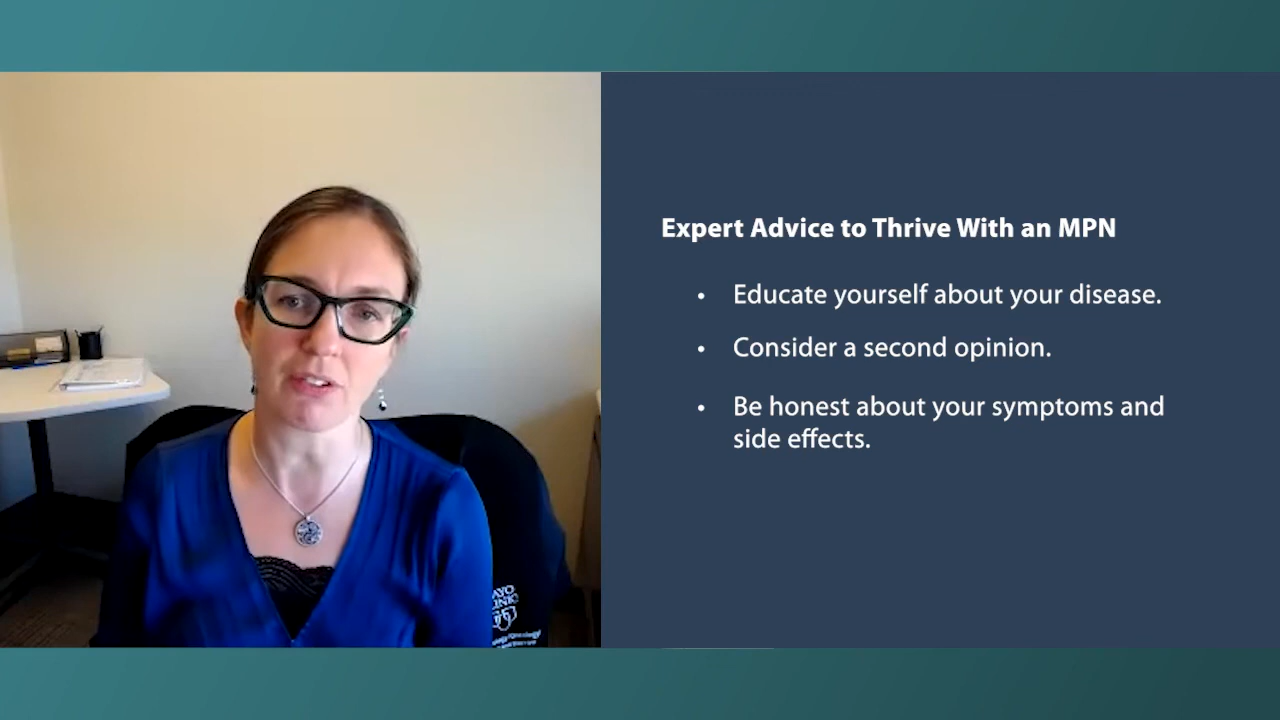 Expert Advice to Thrive With an MPN
• Educate yourself about your disease.
• Consider a second opinion.
• Be honest about your symptoms and
side effects.